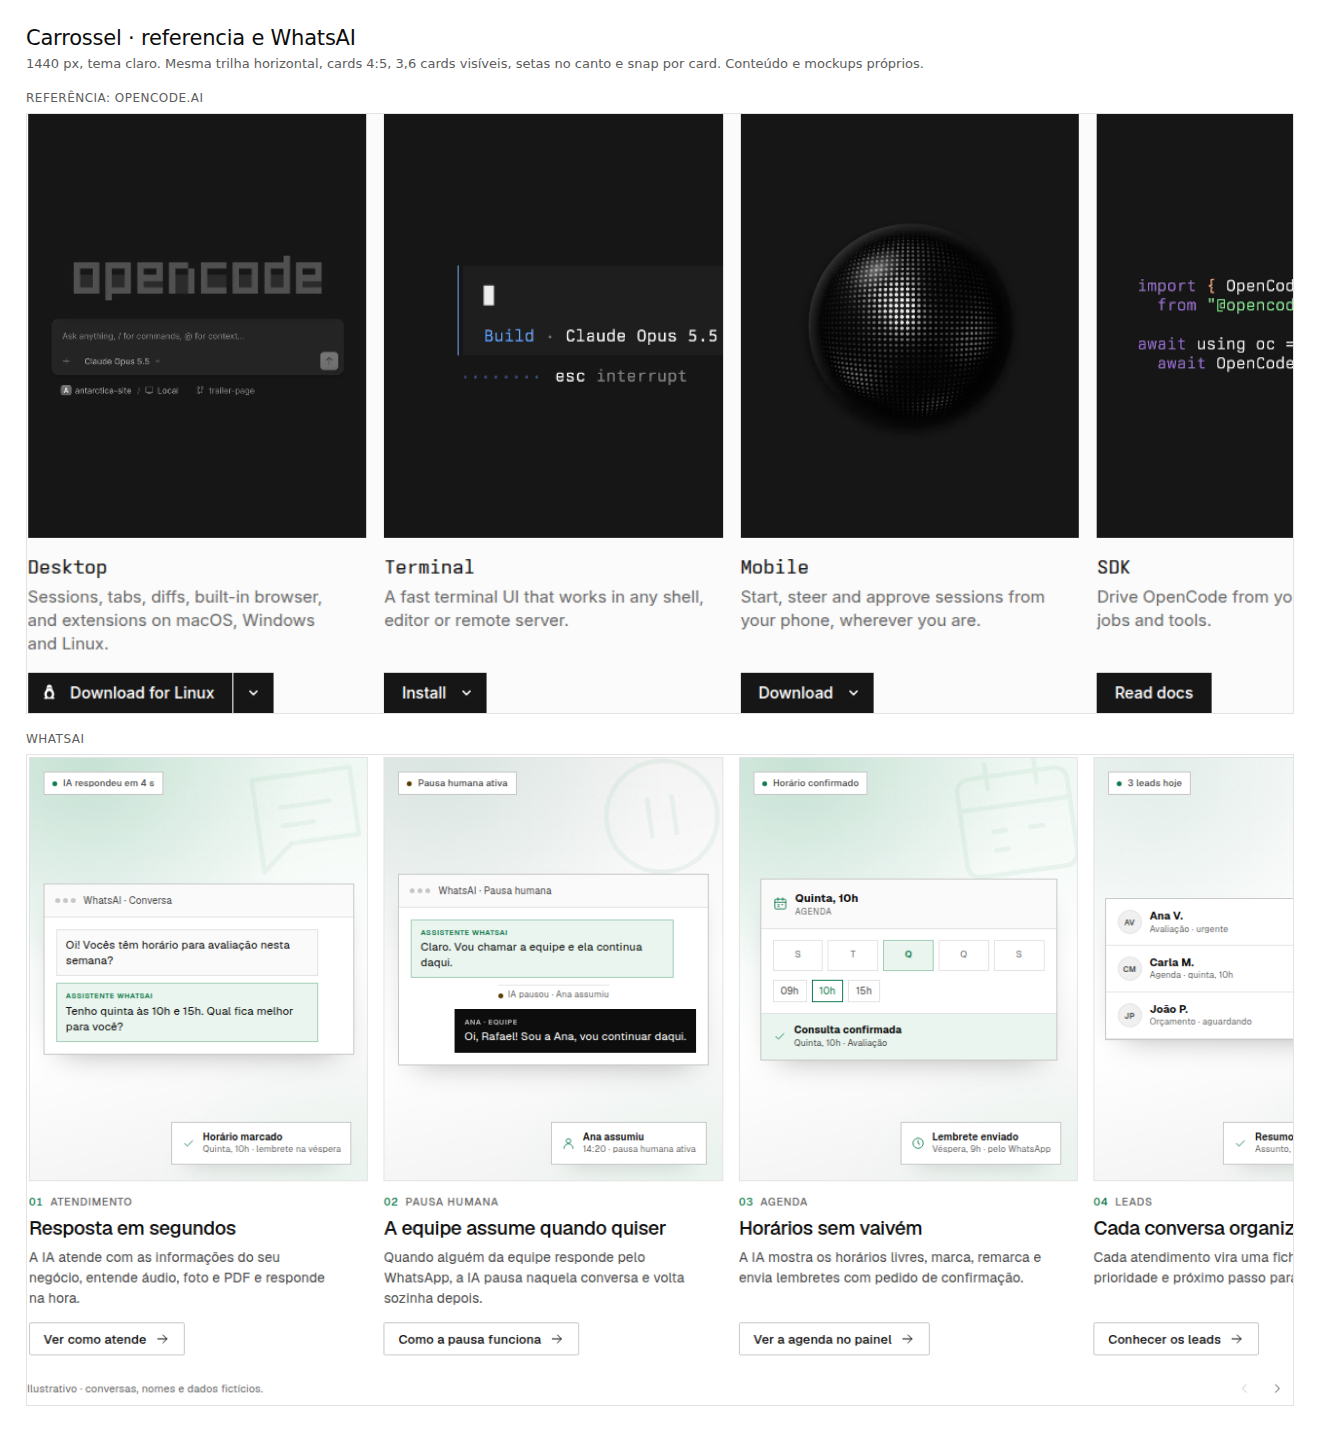 Carrossel · referencia e WhatsAI
1440 px, tema claro. Mesma trilha horizontal, cards 4:5, 3,6 cards visíveis, setas no canto e snap por card. Conteúdo e mockups próprios.
REFERÊNCIA: OPENCODE.AI
opencode
Ask anything, / for commands, @ for context...
Claude Opus 5.5
A antarctica-site / Local trailer-page
Desktop
Sessions, tabs, diffs, built-in browser,
and extensions on macOS, Windows
and Linux.
Download for Linux
Build · Claude Opus 5.5
esc interrupt
Terminal
A fast terminal UI that works in any shell,
editor or remote server.
Install
Mobile
Start, steer and approve sessions from
your phone, wherever you are.
Download
import { OpenCod
from "@opencod
await using oc =
await OpenCode
SDK
Drive OpenCode from yo
jobs and tools.
Read docs
WHATSAI
IA respondeu em 4 s
WhatsAI · Conversa
Oi! Vocês têm horário para avaliação nesta
semana?
ASSISTENTE WHATSAI
Tenho quinta às 10h e 15h. Qual fica melhor
para você?
Horário marcado
Quinta, 10h · lembrete na véspera
01 ATENDIMENTO
Resposta em segundos
A IA atende com as informações do seu
negócio, entende áudio, foto e PDF e responde
na hora.
Ver como atende
Pausa humana ativa
WhatsAI · Pausa humana
ASSISTENTE WHATSAI
Claro. Vou chamar a equipe e ela continua
daqui.
IA pausou · Ana assumiu
ANA · EQUIPE
Oi, Rafael! Sou a Ana, vou continuar daqui.
Ana assumiu
14:20 · pausa humana ativa
02 PAUSA HUMANA
A equipe assume quando quiser
Quando alguém da equipe responde pelo
WhatsApp, a IA pausa naquela conversa e volta
sozinha depois.
Como a pausa funciona
Horário confirmado
Quinta, 10h
AGENDA
S T Q Q S
09h 10h 15h
Consulta confirmada
Quinta, 10h · Avaliação
Lembrete enviado
Véspera, 9h · pelo WhatsApp
03 AGENDA
Horários sem vaivém
A IA mostra os horários livres, marca, remarca e
envia lembretes com pedido de confirmação.
Ver a agenda no painel
3 leads hoje
AV Ana V.
Avaliação · urgente
CM Carla M.
Agenda · quinta, 10h
JP João P.
Orçamento · aguardando
Resumo
Assunto,
04 LEADS
Cada conversa organiz
Cada atendimento vira uma fich
prioridade e próximo passo para
Conhecer os leads
Ilustrativo · conversas, nomes e dados fictícios.